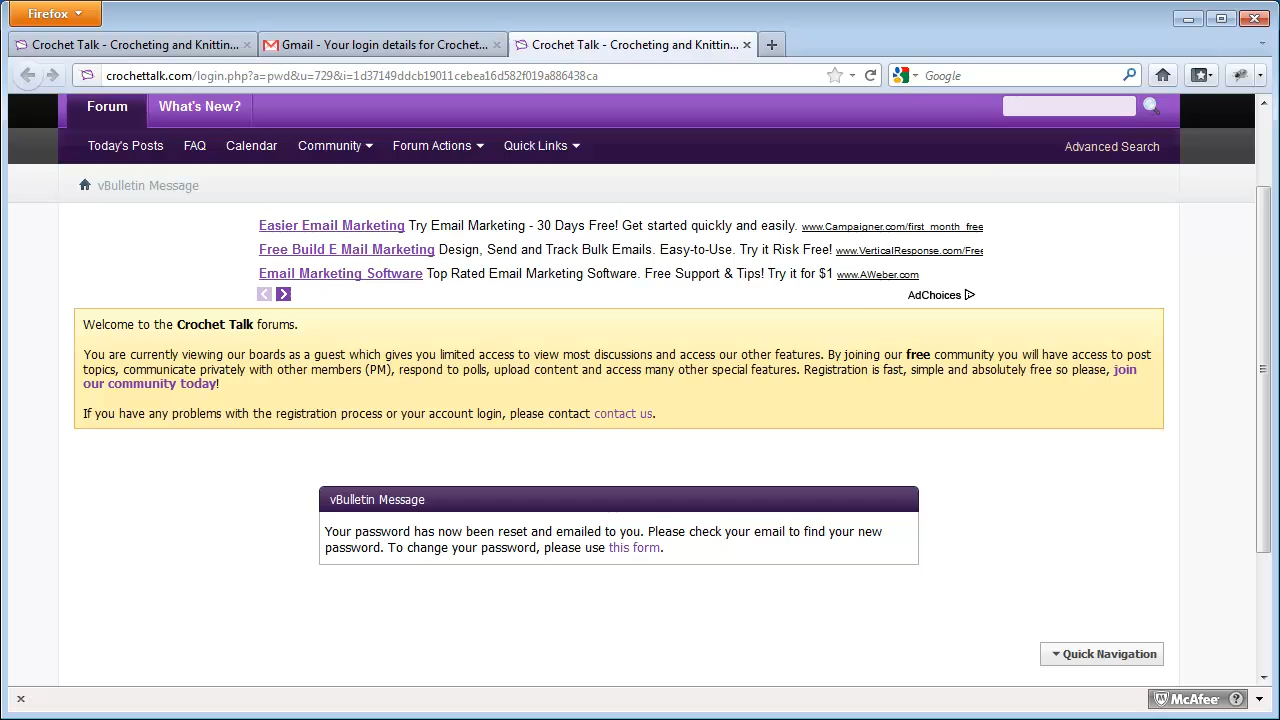 Firefox
Crochet Talk - Crocheting and Knittin...
Gmail - Your login details for Crochet...
Crochet Talk - Crocheting and Knittin...
crochettalk.com/login.php?a=pwd&u=729&i=1d37149ddcb19011cebea101582f019a886438ca
Google
Forum
What's New?
Today's Posts
FAQ
Calendar
Community
Forum Actions
Quick Links
Advanced Search
vBulletin Message
Easier Email Marketing Try Email Marketing - 30 Days Free! Get started quickly and easily. www.Campaigner.com/first_month_free
Free Build E Mail Marketing Design, Send and Track Bulk Emails. Easy-to-Use. Try it Risk Free! www.VerticalResponse.com/Free
Email Marketing Software Top Rated Email Marketing Software. Free Support & Tips! Try it for $1 www.AWeber.com
AdChoices
Welcome to the Crochet Talk forums.
You are currently viewing our boards as a guest which gives you limited access to view most discussions and access our other features. By joining our free community you will have access to post
topics, communicate privately with other members (PM), respond to polls, upload content and access many other special features. Registration is fast, simple and absolutely free so please, join
our community today!
If you have any problems with the registration process or your account login, please contact contact us.
vBulletin Message
Your password has now been reset and emailed to you. Please check your email to find your new
password. To change your password, please use this form.
Quick Navigation
McAfee